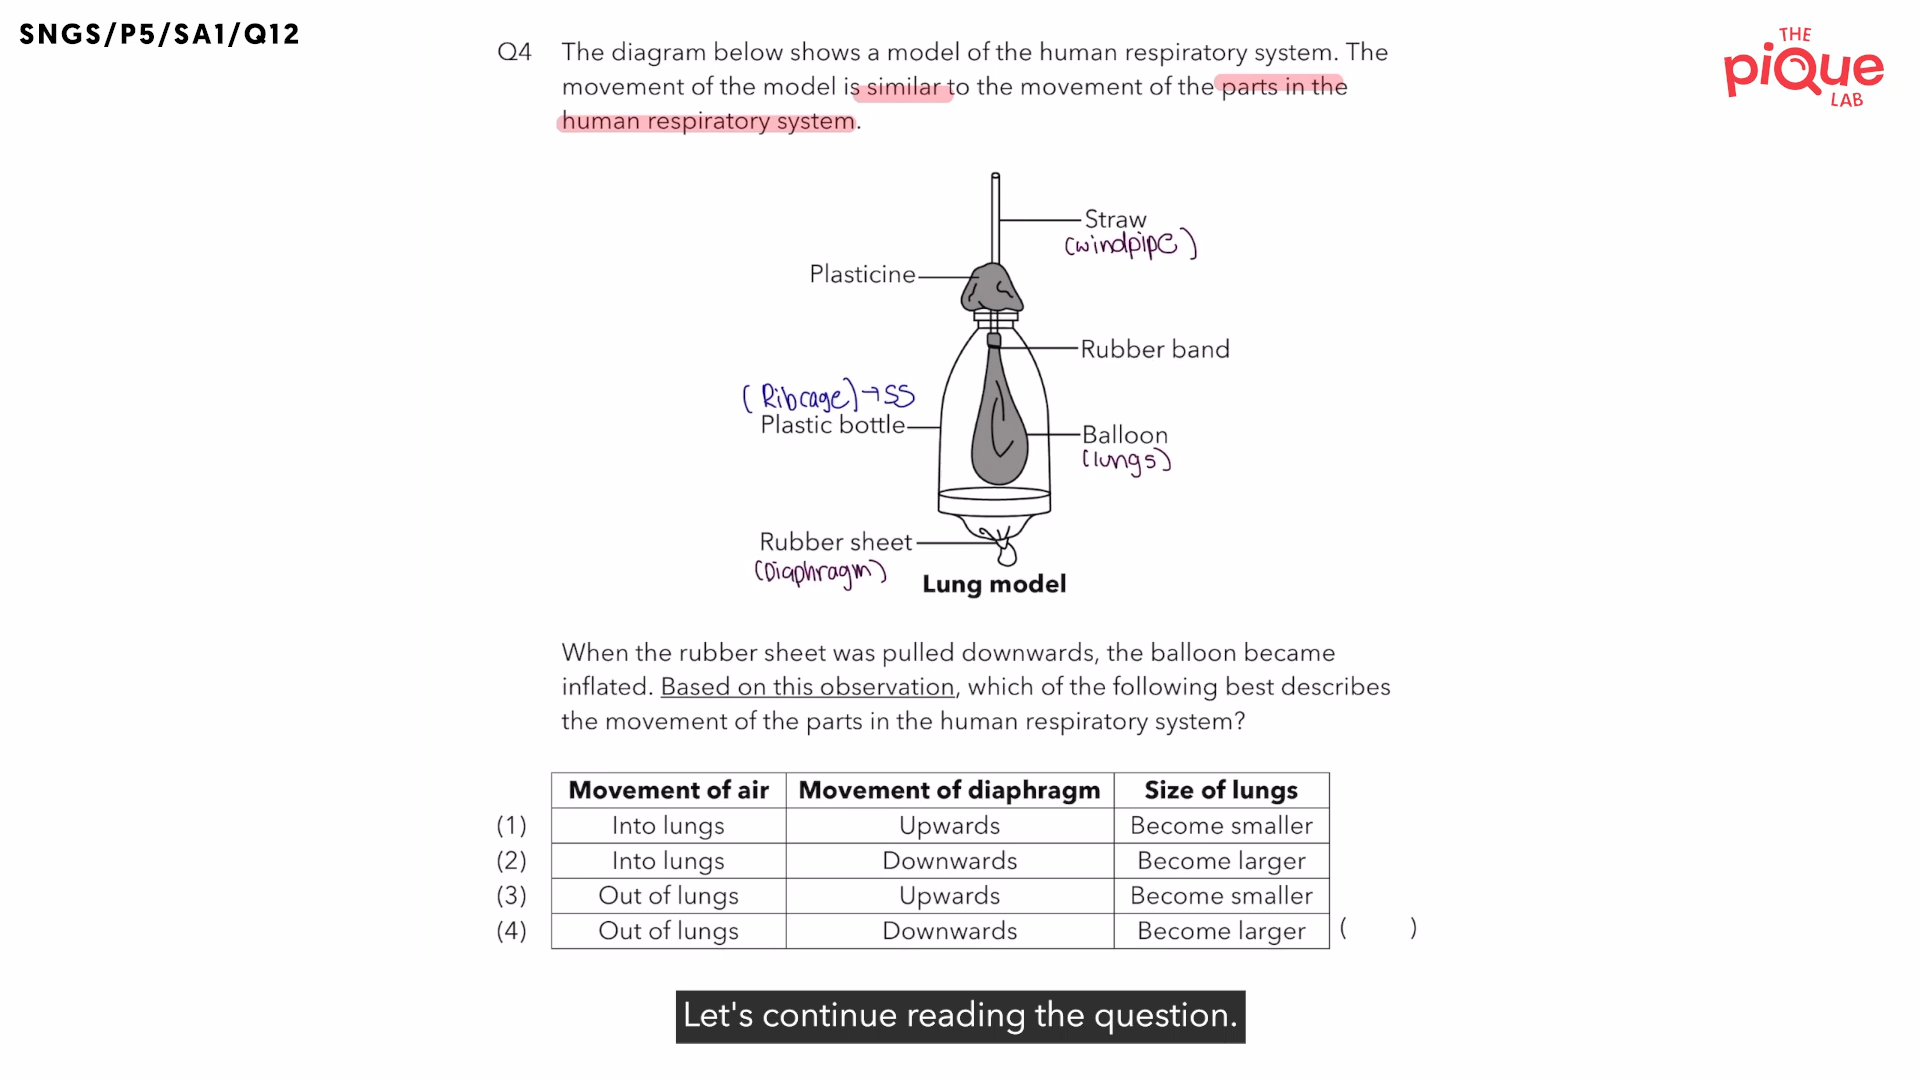 SNGS/P5/SA1/Q12
THE
piQue
LAB
Q4 The diagram below shows a model of the human respiratory system. The
movement of the model is similar to the movement of the parts in the
human respiratory system.
Straw
(windpipe)
Plasticine
Rubber band
(Ribcage)→SS
Plastic bottle
Balloon
(lungs)
Rubber sheet
(Diaphragm)
Lung model
When the rubber sheet was pulled downwards, the balloon became
inflated. Based on this observation, which of the following best describes
the movement of the parts in the human respiratory system?
Movement of air Movement of diaphragm Size of lungs
(1) Into lungs Upwards Become smaller
(2) Into lungs Downwards Become larger
(3) Out of lungs Upwards Become smaller
(4) Out of lungs Downwards Become larger ( )
Let's continue reading the question.